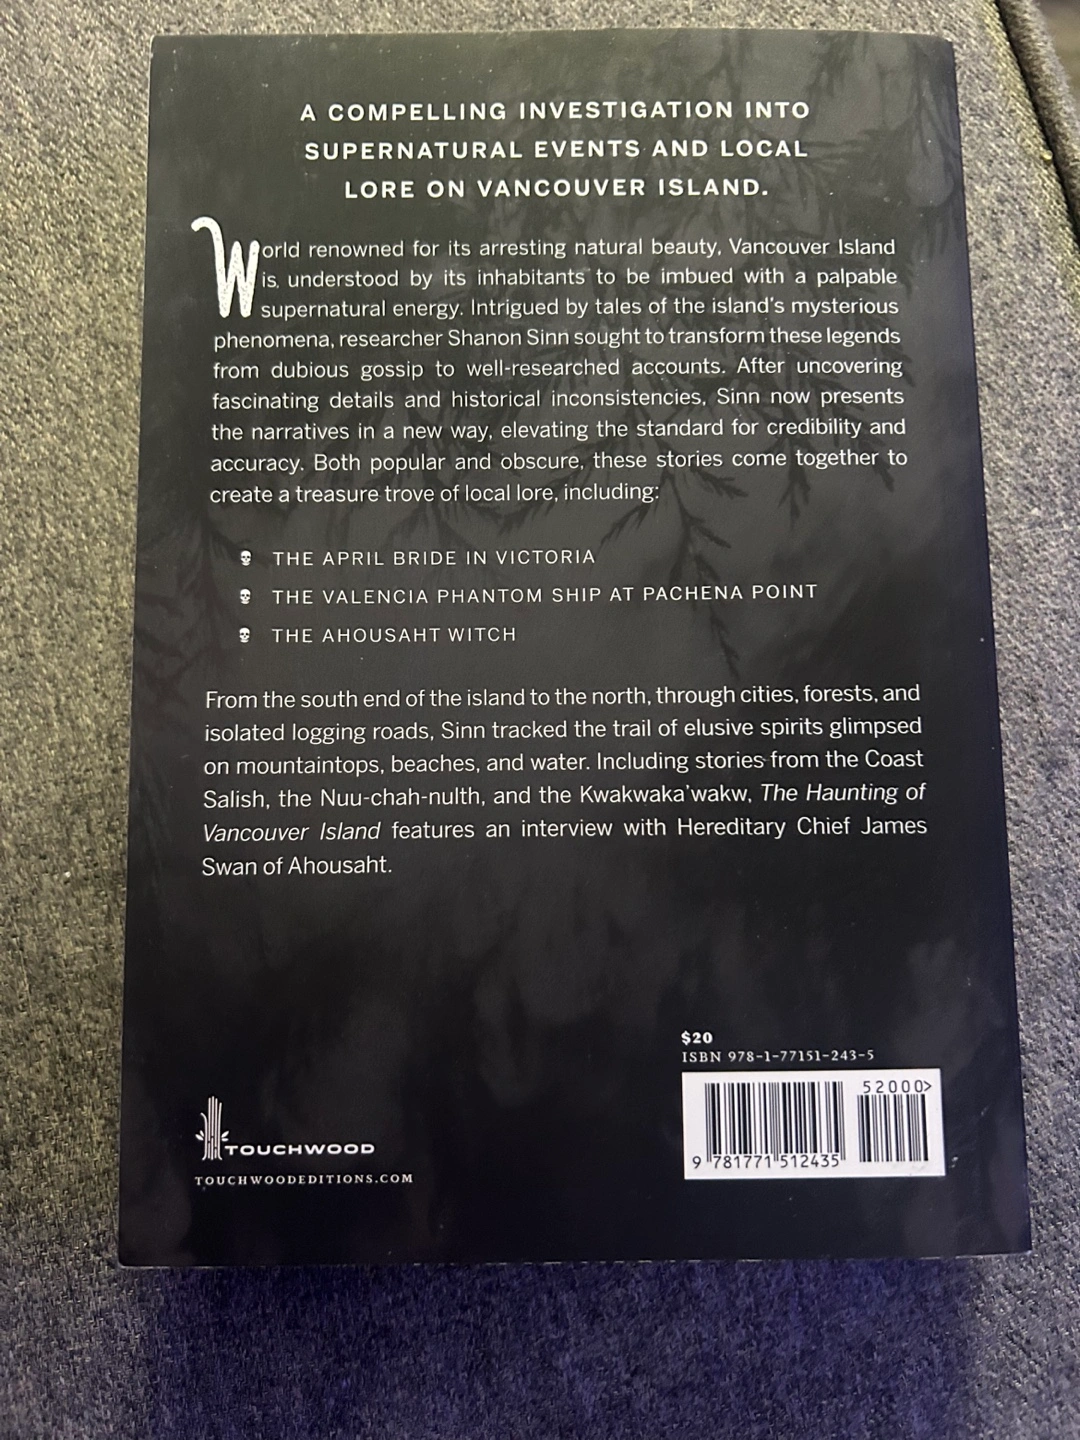 A COMPELLING INVESTIGATION INTO
SUPERNATURAL EVENTS AND LOCAL
LORE ON VANCOUVER ISLAND.
World renowned for its arresting natural beauty, Vancouver Island
is understood by its inhabitants to be imbued with a palpable
supernatural energy. Intrigued by tales of the island's mysterious
phenomena, researcher Shanon Sinn sought to transform these legends
from dubious gossip to well-researched accounts. After uncovering
fascinating details and historical inconsistencies, Sinn now presents
the narratives in a new way, elevating the standard for credibility and
accuracy. Both popular and obscure, these stories come together to
create a treasure trove of local lore, including:
THE APRIL BRIDE IN VICTORIA
THE VALENCIA PHANTOM SHIP AT PACHENA POINT
THE AHOUSAHT WITCH
From the south end of the island to the north, through cities, forests, and
isolated logging roads, Sinn tracked the trail of elusive spirits glimpsed
on mountaintops, beaches, and water. Including stories from the Coast
Salish, the Nuu-chah-nulth, and the Kwakwaka'wakw, The Haunting of
Vancouver Island features an interview with Hereditary Chief James
Swan of Ahousaht.
$20
ISBN 978-1-77151-243-5
52000>
9 781771 512435
TOUCHWOOD
TOUCHWOODEDITIONS.COM